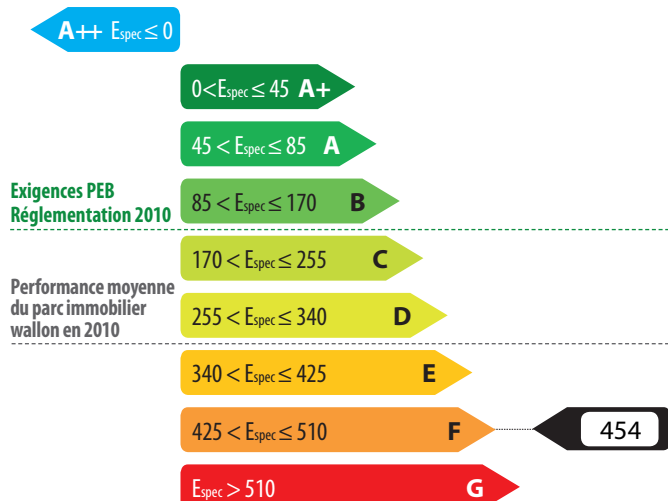 A++ Espec ≤ 0
0<Espec ≤ 45 A+
45 < Espec ≤ 85 A
Exigences PEB
Réglementation 2010
85 < Espec ≤ 170 B
170 < Espec ≤ 255 C
Performance moyenne
du parc immobilier
wallon en 2010
255 < Espec ≤ 340 D
340 < Espec ≤ 425 E
425 < Espec ≤ 510 F 454
Espec > 510 G